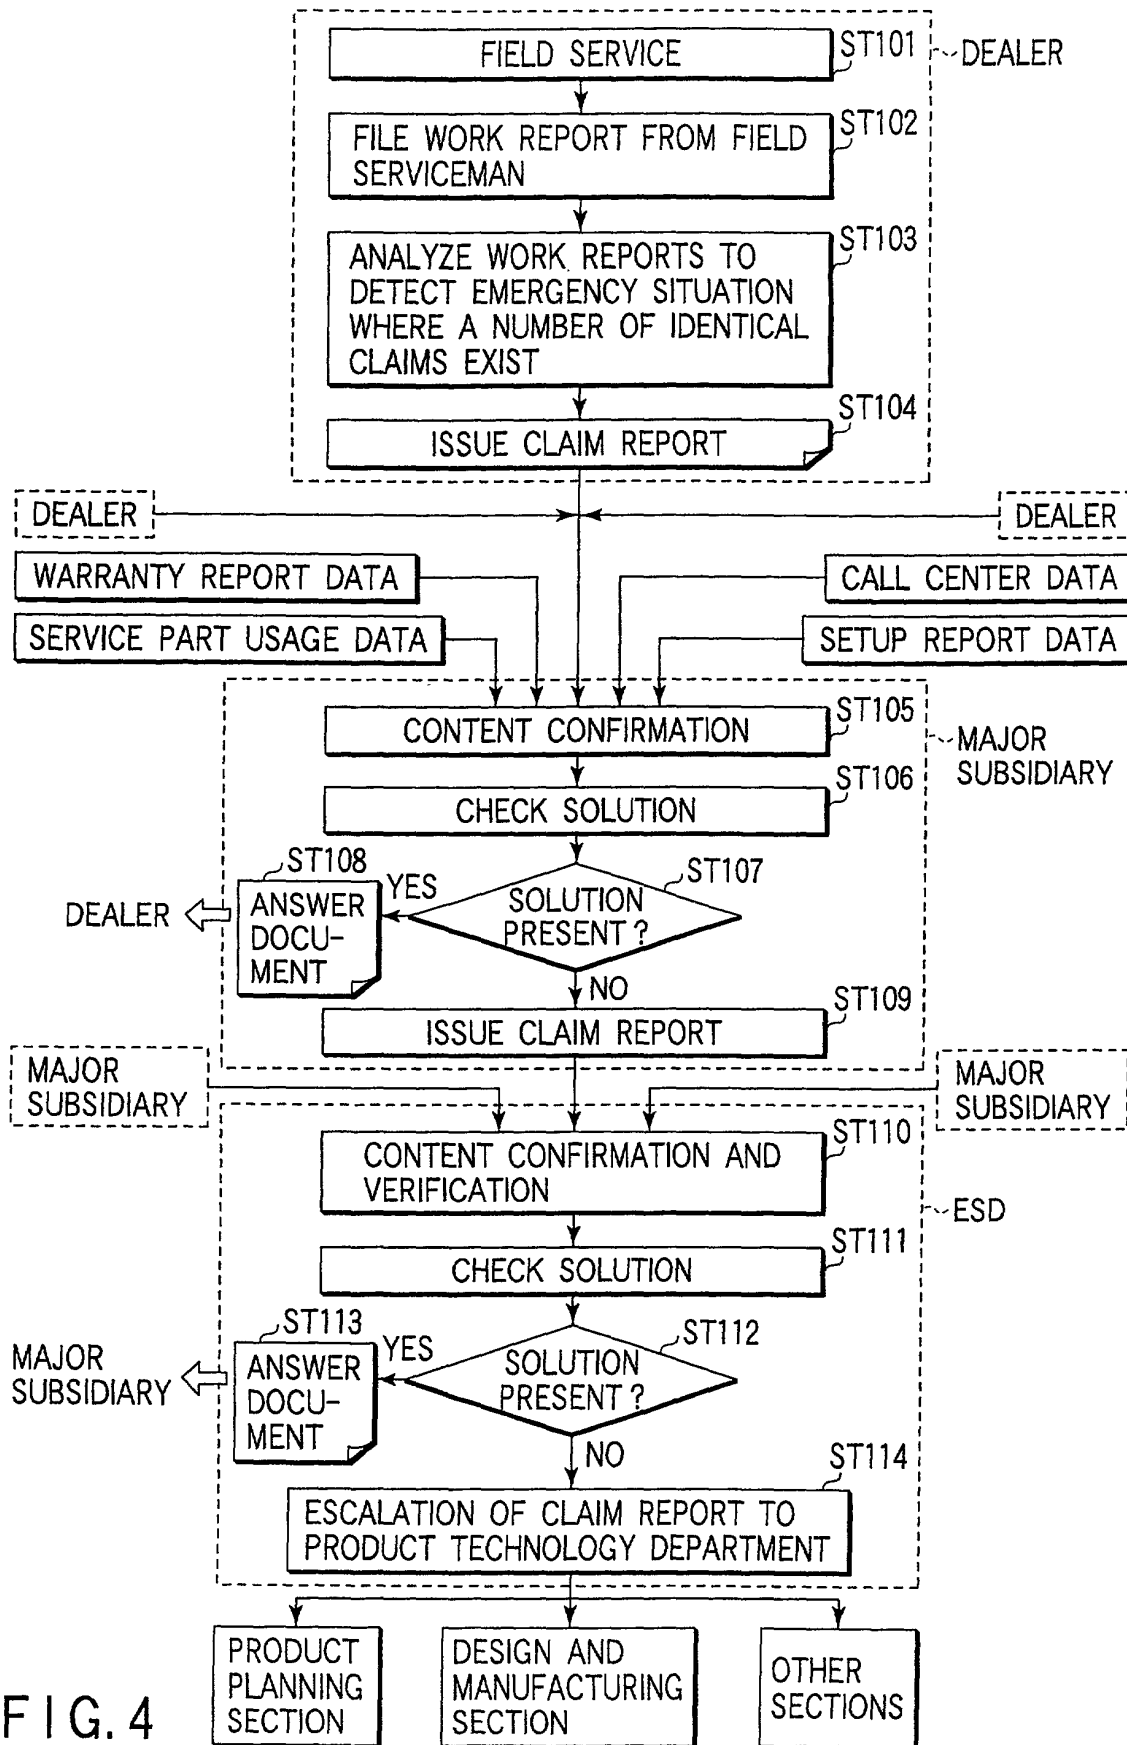 FIELD SERVICE
ST101
DEALER
FILE WORK REPORT FROM FIELD
SERVICEMAN
ST102
ANALYZE WORK REPORTS TO
DETECT EMERGENCY SITUATION
WHERE A NUMBER OF IDENTICAL
CLAIMS EXIST
ST103
ISSUE CLAIM REPORT
ST104
DEALER
DEALER
WARRANTY REPORT DATA
CALL CENTER DATA
SERVICE PART USAGE DATA
SETUP REPORT DATA
CONTENT CONFIRMATION
ST105
MAJOR
SUBSIDIARY
CHECK SOLUTION
ST106
SOLUTION
PRESENT?
ST107
YES
ST108
ANSWER
DOCU-
MENT
DEALER
NO
ISSUE CLAIM REPORT
ST109
MAJOR
SUBSIDIARY
MAJOR
SUBSIDIARY
CONTENT CONFIRMATION AND
VERIFICATION
ST110
ESD
CHECK SOLUTION
ST111
SOLUTION
PRESENT?
ST112
YES
ST113
ANSWER
DOCU-
MENT
MAJOR
SUBSIDIARY
NO
ESCALATION OF CLAIM REPORT TO
PRODUCT TECHNOLOGY DEPARTMENT
ST114
PRODUCT
PLANNING
SECTION
DESIGN AND
MANUFACTURING
SECTION
OTHER
SECTIONS
FIG. 4